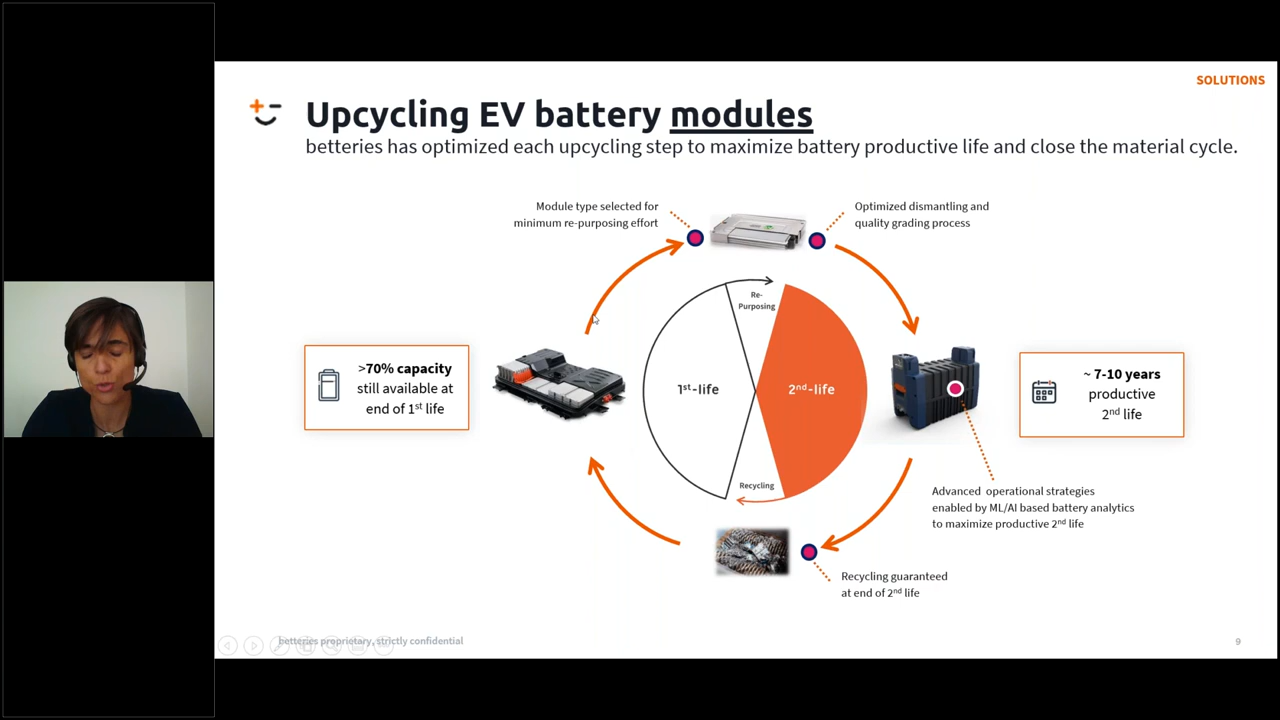 SOLUTIONS
Upcycling EV battery modules
betteries has optimized each upcycling step to maximize battery productive life and close the material cycle.
Module type selected for
minimum re-purposing effort
Optimized dismantling and
quality grading process
Re-
Purposing
>70% capacity
still available at
end of 1st life
1st-life
2nd-life
~ 7-10 years
productive
2nd life
Recycling
Advanced operational strategies
enabled by ML/AI based battery analytics
to maximize productive 2nd life
Recycling guaranteed
at end of 2nd life
betteries proprietary, strictly confidential
9